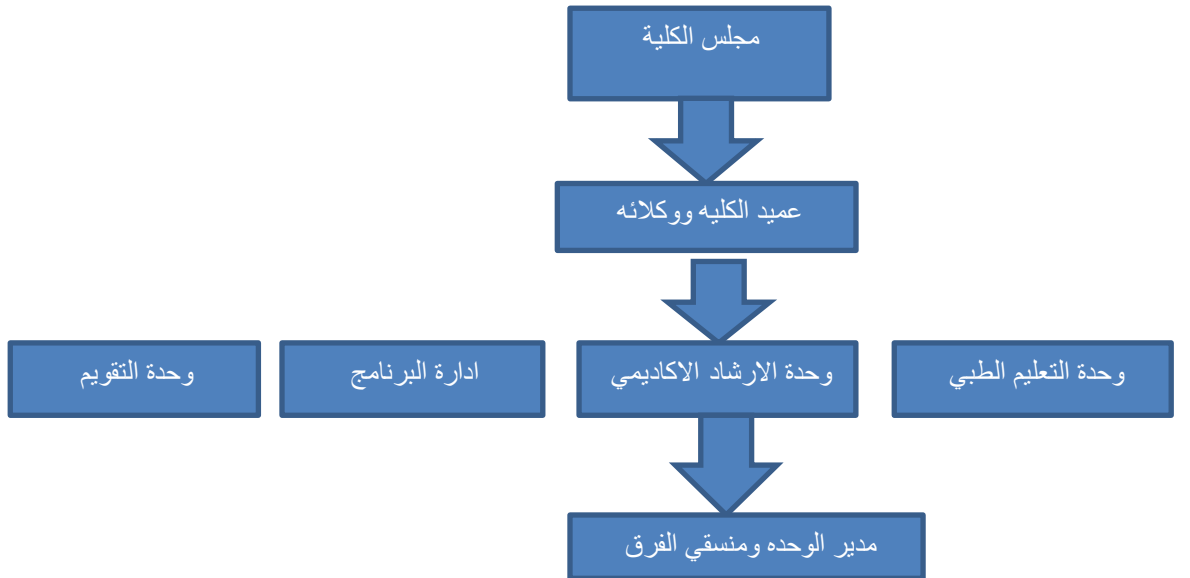 مجلس الكلية
عميد الكليه ووكلائه
وحدة التعليم الطبي
وحدة الارشاد الاكاديمي
ادارة البرنامج
وحدة التقويم
مدير الوحده ومنسقي الفرق